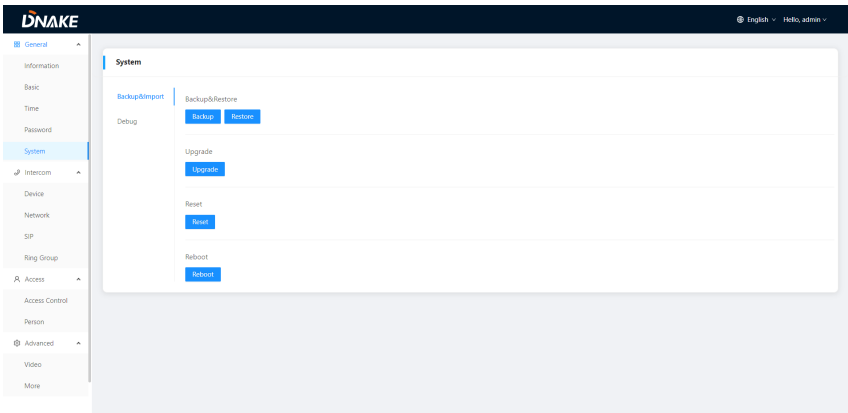 DNAKE
English
Hello, admin
General
Information
Basic
Time
Password
System
Intercom
Device
Network
SIP
Ring Group
Access
Access Control
Person
Advanced
Video
More
System
Backup&Import
Debug
Backup&Restore
Backup Restore
Upgrade
Upgrade
Reset
Reset
Reboot
Reboot